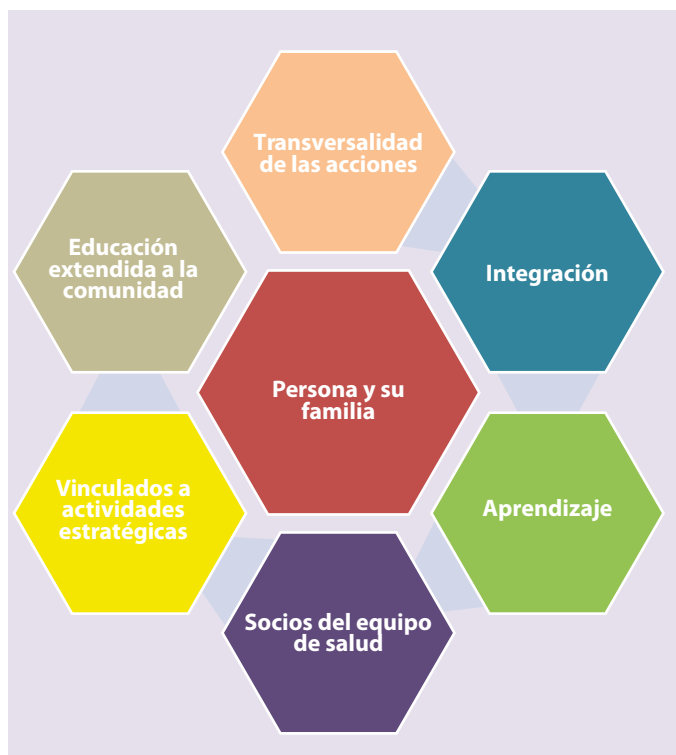 Transversalidad
de las acciones
Educación
extendida a la
comunidad
Integración
Persona y su
familia
Vinculados a
actividades
estratégicas
Aprendizaje
Socios del equipo
de salud